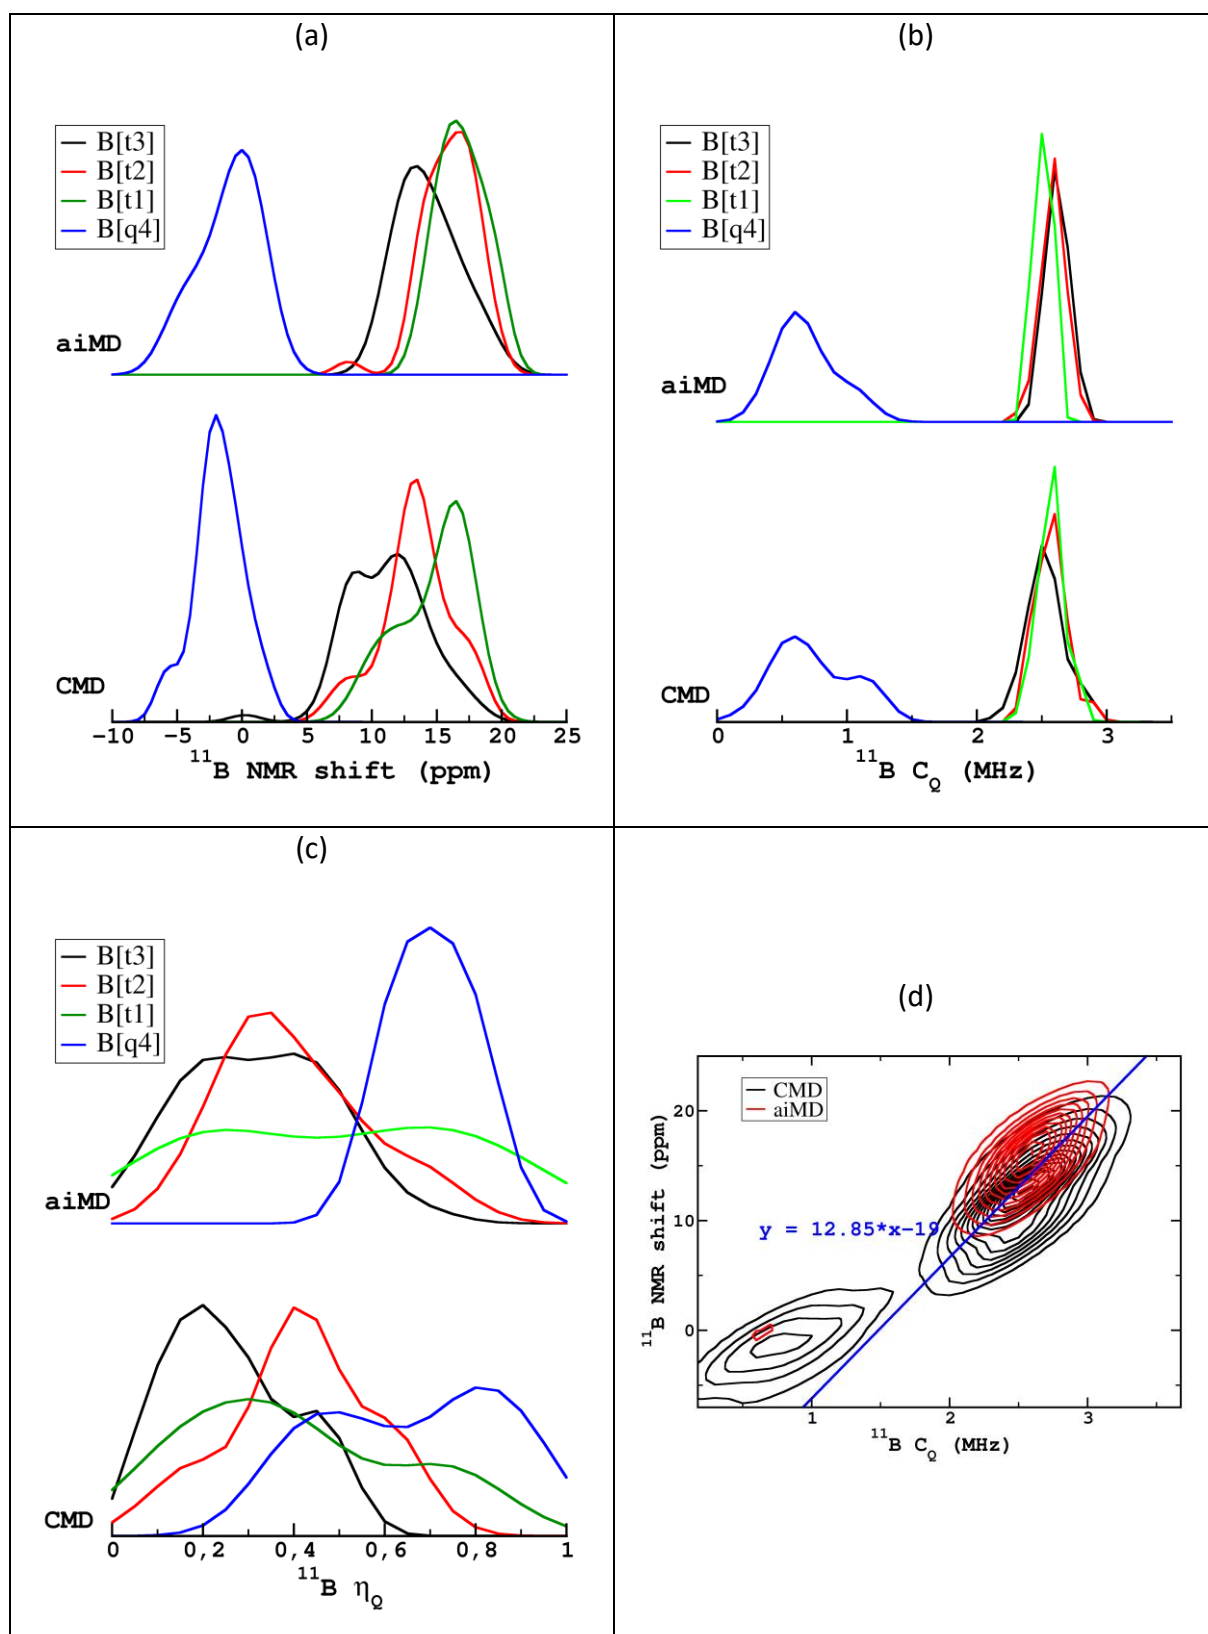 (a)
B[t3]
B[t2]
B[t1]
B[q4]
aiMD
CMD
−10 −5 0 5 10 15 20 25
¹¹B NMR shift (ppm)
(b)
B[t3]
B[t2]
B[t1]
B[q4]
aiMD
CMD
0 1 2 3
¹¹B C_Q (MHz)
(c)
B[t3]
B[t2]
B[t1]
B[q4]
aiMD
CMD
0 0,2 0,4 0,6 0,8 1
¹¹B η_Q
(d)
CMD
aiMD
20
10
0
¹¹B NMR shift (ppm)
y = 12.85*x−19
1 2 3
¹¹B C_Q (MHz)